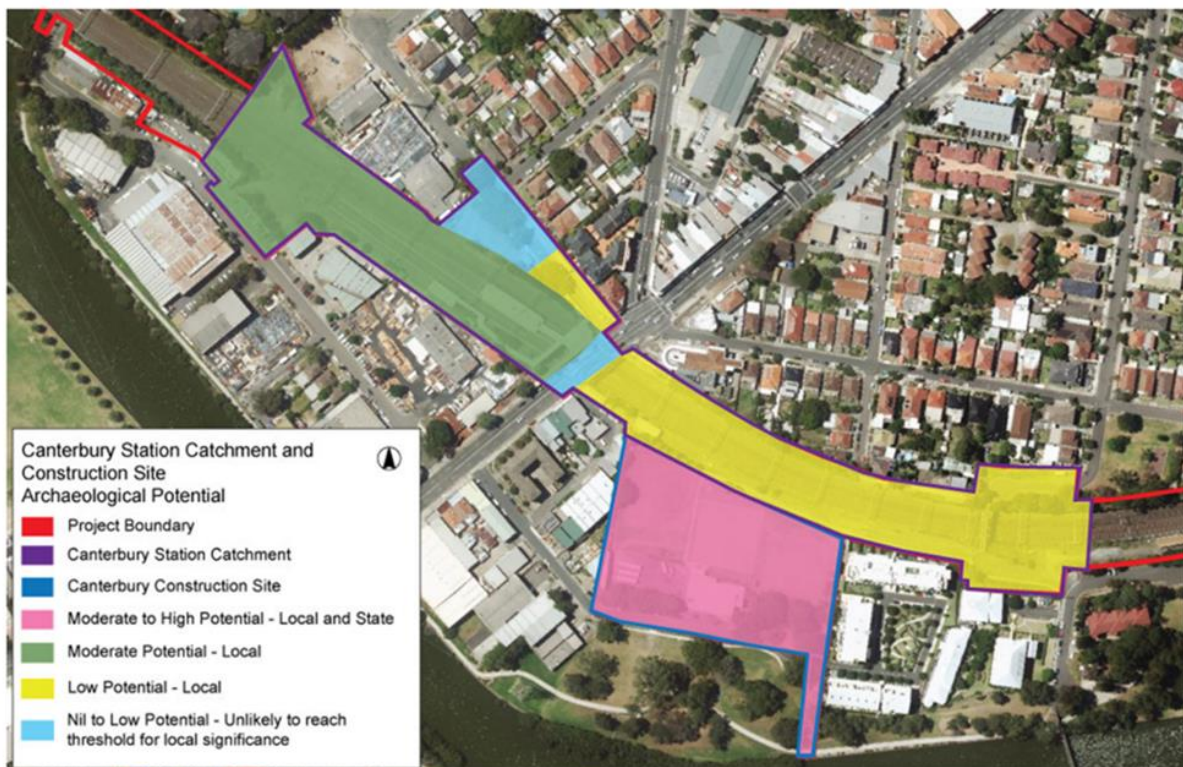 Canterbury Station Catchment and
Construction Site
Archaeological Potential
Project Boundary
Canterbury Station Catchment
Canterbury Construction Site
Moderate to High Potential - Local and State
Moderate Potential - Local
Low Potential - Local
Nil to Low Potential - Unlikely to reach
threshold for local significance